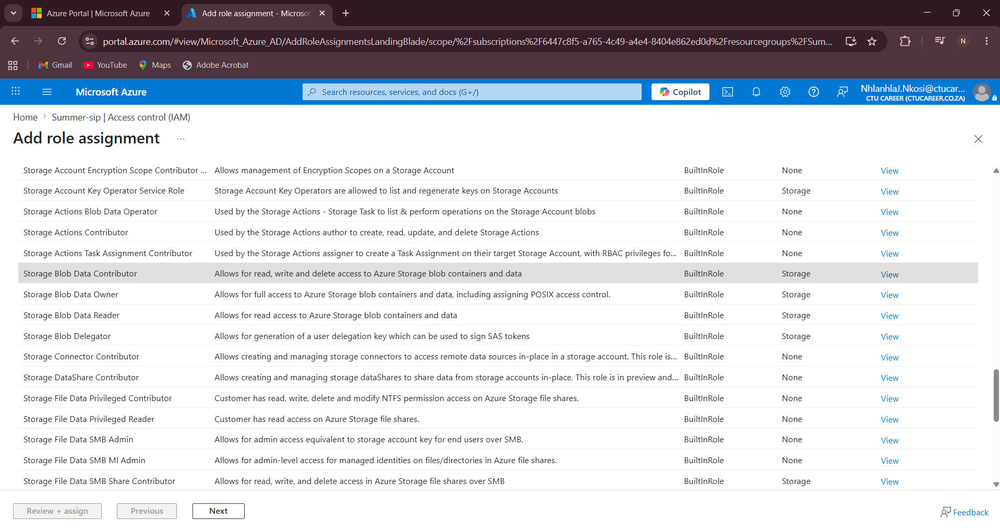 Azure Portal | Microsoft Azure
Add role assignment - Microsof
portal.azure.com/#view/Microsoft_Azure_AD/AddRoleAssignmentsLandingBlade/scope/%2Fsubscriptions%2F6447c8f5-a765-4c49-a4e4-8404e862ed0d%2Fresourcegroups%2FSum...
N
Gmail YouTube Maps Adobe Acrobat
Microsoft Azure
Search resources, services, and docs (G+/)
Copilot
NhlanhlaJ.Nkosi@ctucar...
CTU CAREER (CTUCAREER.CO.ZA)
Home > Summer-sip | Access control (IAM)
Add role assignment ...
Storage Account Encryption Scope Contributor ... Allows management of Encryption Scopes on a Storage Account BuiltInRole None View
Storage Account Key Operator Service Role Storage Account Key Operators are allowed to list and regenerate keys on Storage Accounts BuiltInRole Storage View
Storage Actions Blob Data Operator Used by the Storage Actions - Storage Task to list & perform operations on the Storage Account blobs BuiltInRole None View
Storage Actions Contributor Used by the Storage Actions author to create, read, update, and delete Storage Actions BuiltInRole None View
Storage Actions Task Assignment Contributor Used by the Storage Actions assigner to create a Task Assignment on their target Storage Account, with RBAC privileges fo... BuiltInRole None View
Storage Blob Data Contributor Allows for read, write and delete access to Azure Storage blob containers and data BuiltInRole Storage View
Storage Blob Data Owner Allows for full access to Azure Storage blob containers and data, including assigning POSIX access control. BuiltInRole Storage View
Storage Blob Data Reader Allows for read access to Azure Storage blob containers and data BuiltInRole Storage View
Storage Blob Delegator Allows for generation of a user delegation key which can be used to sign SAS tokens BuiltInRole Storage View
Storage Connector Contributor Allows creating and managing storage connectors to access remote data sources in-place in a storage account. This role is... BuiltInRole None View
Storage DataShare Contributor Allows creating and managing storage dataShares to share data from storage accounts in-place. This role is in preview and... BuiltInRole None View
Storage File Data Privileged Contributor Customer has read, write, delete and modify NTFS permission access on Azure Storage file shares. BuiltInRole None View
Storage File Data Privileged Reader Customer has read access on Azure Storage file shares. BuiltInRole None View
Storage File Data SMB Admin Allows for admin access equivalent to storage account key for end users over SMB. BuiltInRole None View
Storage File Data SMB MI Admin Allows for admin-level access for managed identities on files/directories in Azure file shares. BuiltInRole None View
Storage File Data SMB Share Contributor Allows for read, write, and delete access in Azure Storage file shares over SMB BuiltInRole Storage View
Review + assign Previous Next
Feedback